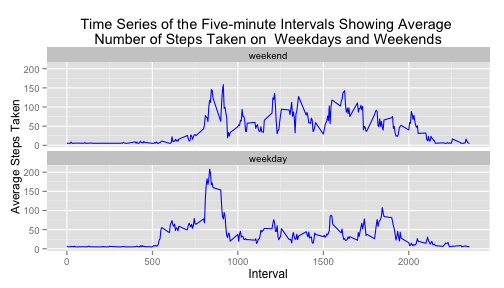 Time Series of the Five-minute Intervals Showing Average
Number of Steps Taken on Weekdays and Weekends
weekend
200
150
100
50
0
Average Steps Taken
weekday
200
150
100
50
0
0 500 1000 1500 2000
Interval